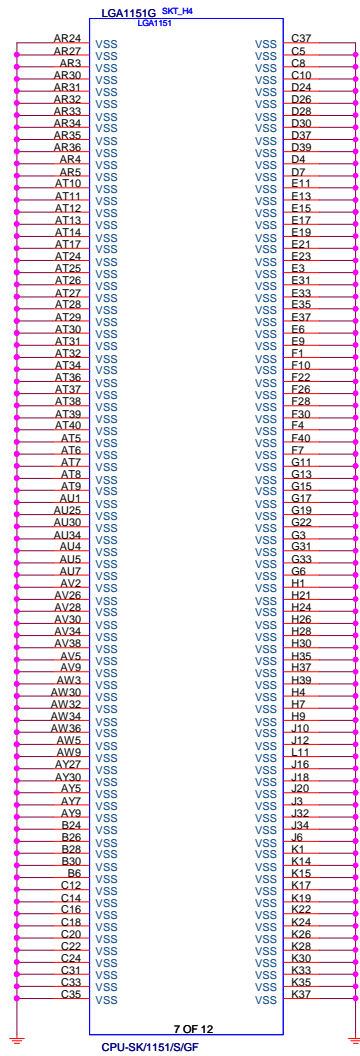 LGA1151G SKT_H4
LGA1151
AR24 VSS VSS C37
AR27 VSS VSS C5
AR3 VSS VSS C8
AR30 VSS VSS C10
AR31 VSS VSS D24
AR32 VSS VSS D26
AR33 VSS VSS D28
AR34 VSS VSS D30
AR35 VSS VSS D37
AR36 VSS VSS D39
AR4 VSS VSS D4
AR5 VSS VSS D7
AT10 VSS VSS E11
AT11 VSS VSS E13
AT12 VSS VSS E15
AT13 VSS VSS E17
AT14 VSS VSS E19
AT17 VSS VSS E21
AT24 VSS VSS E23
AT25 VSS VSS E3
AT26 VSS VSS E31
AT27 VSS VSS E33
AT28 VSS VSS E35
AT29 VSS VSS E37
AT30 VSS VSS E6
AT31 VSS VSS E9
AT32 VSS VSS F1
AT34 VSS VSS F10
AT36 VSS VSS F22
AT37 VSS VSS F26
AT38 VSS VSS F28
AT39 VSS VSS F30
AT40 VSS VSS F4
AT5 VSS VSS F40
AT6 VSS VSS F7
AT7 VSS VSS G11
AT8 VSS VSS G13
AT9 VSS VSS G15
AU1 VSS VSS G17
AU25 VSS VSS G19
AU30 VSS VSS G22
AU34 VSS VSS G3
AU4 VSS VSS G31
AU5 VSS VSS G33
AU7 VSS VSS G6
AV2 VSS VSS H1
AV26 VSS VSS H21
AV28 VSS VSS H24
AV30 VSS VSS H26
AV34 VSS VSS H28
AV38 VSS VSS H30
AV5 VSS VSS H35
AV9 VSS VSS H37
AW3 VSS VSS H39
AW30 VSS VSS H4
AW32 VSS VSS H7
AW34 VSS VSS H9
AW36 VSS VSS J10
AW5 VSS VSS J12
AW9 VSS VSS L11
AY27 VSS VSS J16
AY30 VSS VSS J18
AY5 VSS VSS J20
AY7 VSS VSS J3
AY9 VSS VSS J32
B24 VSS VSS J34
B26 VSS VSS J6
B28 VSS VSS K1
B30 VSS VSS K14
B6 VSS VSS K15
C12 VSS VSS K17
C14 VSS VSS K19
C16 VSS VSS K22
C18 VSS VSS K24
C20 VSS VSS K26
C22 VSS VSS K28
C24 VSS VSS K30
C31 VSS VSS K33
C33 VSS VSS K35
C35 VSS VSS K37
7 OF 12
CPU-SK/1151/S/GF